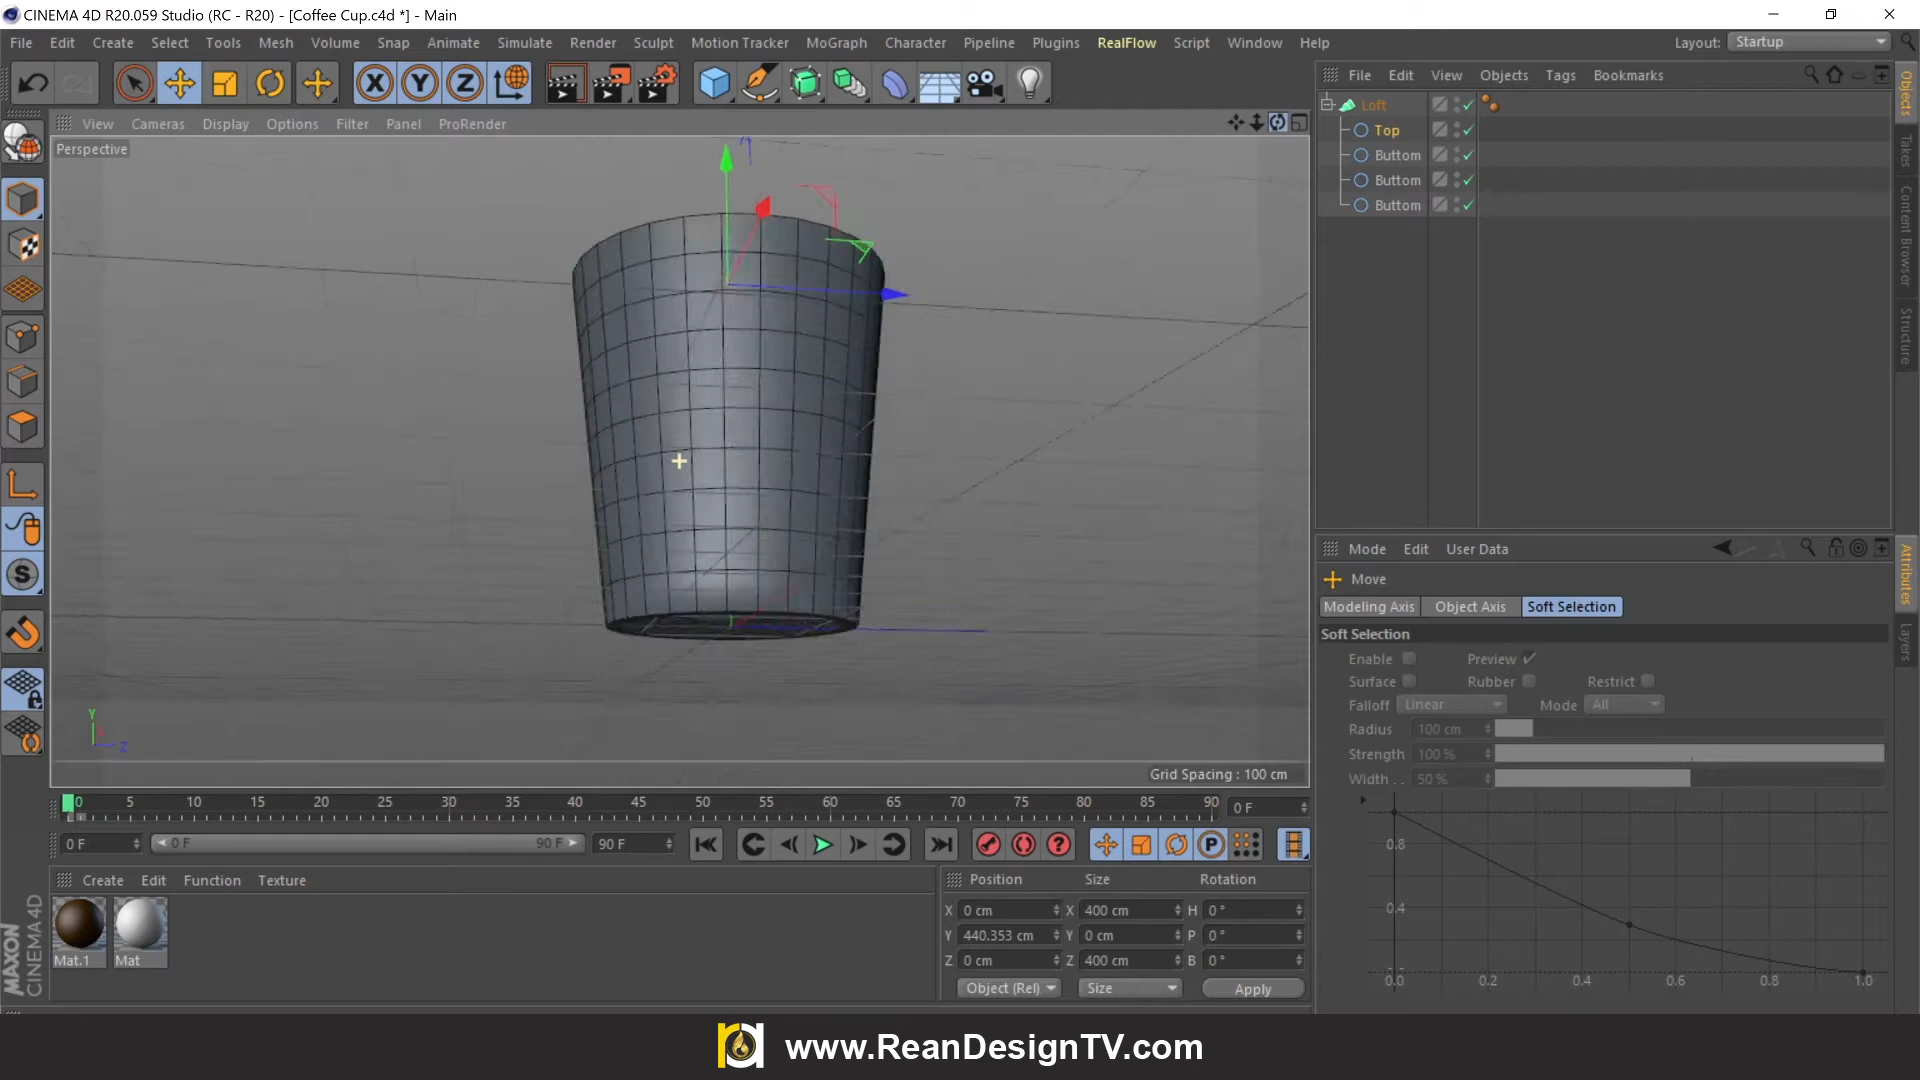 CINEMA 4D R20.059 Studio (RC - R20) - [Coffee Cup.c4d *] - Main
File Edit Create Select Tools Mesh Volume Snap Animate Simulate Render Sculpt Motion Tracker MoGraph Character Pipeline Plugins RealFlow Script Window Help Layout: Startup
X Y Z
File Edit View Objects Tags Bookmarks
View Cameras Display Options Filter Panel ProRender
Perspective
Loft
Top
Buttom
Buttom
Buttom
Objects
Takes
Content Browser
Structure
Mode Edit User Data
Move
Modeling Axis Object Axis Soft Selection
Soft Selection
Enable Preview
Surface Rubber Restrict
Falloff Linear Mode All
Radius 100 cm
Strength 100 %
Width . . 50 %
0.8
0.4
0.0 0.2 0.4 0.6 0.8 1.0
Attributes
Layers
S
Y
X
Z
Grid Spacing : 100 cm
0 5 10 15 20 25 30 35 40 45 50 55 60 65 70 75 80 85 90 0 F
0 F 0 F 90 F 90 F
? P
Create Edit Function Texture
Mat.1 Mat
MAXON
CINEMA 4D
Position Size Rotation
X 0 cm X 400 cm H 0 °
Y 440.353 cm Y 0 cm P 0 °
Z 0 cm Z 400 cm B 0 °
Object (Rel) Size Apply
www.ReanDesignTV.com